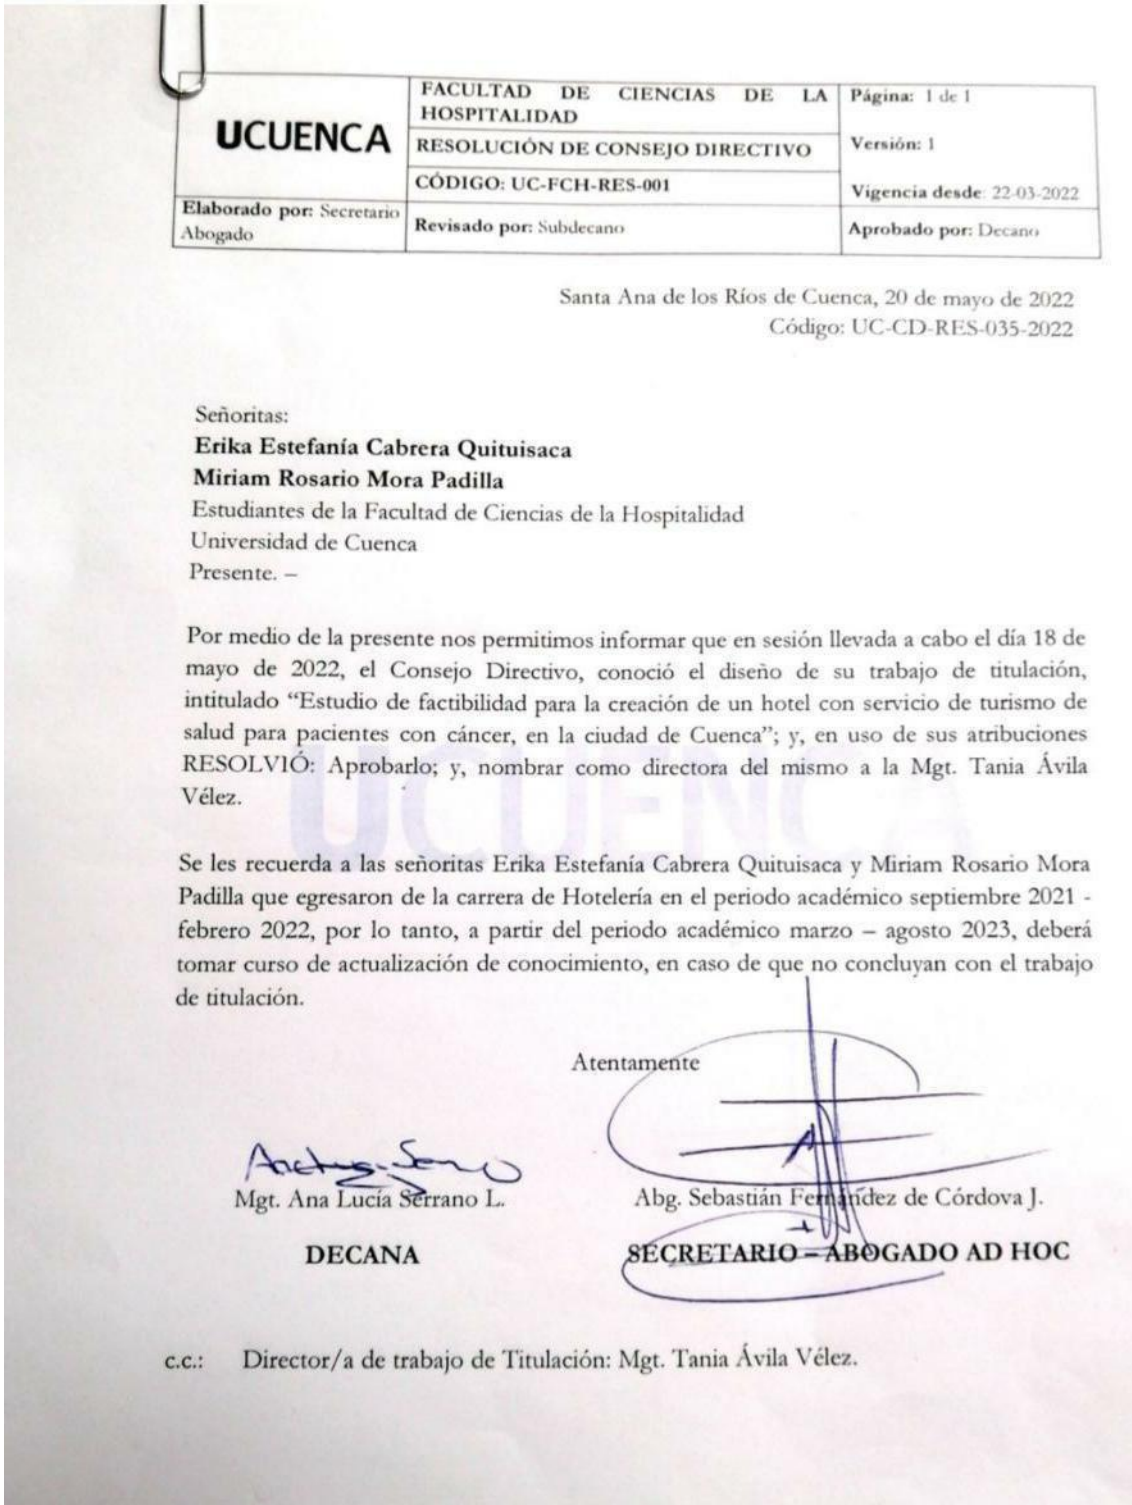 UCUENCA
FACULTAD DE CIENCIAS DE LA
HOSPITALIDAD
RESOLUCIÓN DE CONSEJO DIRECTIVO
CÓDIGO: UC-FCH-RES-001
Página: 1 de 1
Versión: 1
Vigencia desde: 22-03-2022
Elaborado por: Secretario
Abogado
Revisado por: Subdecano
Aprobado por: Decano
Santa Ana de los Ríos de Cuenca, 20 de mayo de 2022
Código: UC-CD-RES-035-2022
Señoritas:
Erika Estefanía Cabrera Quituisaca
Miriam Rosario Mora Padilla
Estudiantes de la Facultad de Ciencias de la Hospitalidad
Universidad de Cuenca
Presente. –
Por medio de la presente nos permitimos informar que en sesión llevada a cabo el día 18 de
mayo de 2022, el Consejo Directivo, conoció el diseño de su trabajo de titulación,
intitulado “Estudio de factibilidad para la creación de un hotel con servicio de turismo de
salud para pacientes con cáncer, en la ciudad de Cuenca”; y, en uso de sus atribuciones
RESOLVIÓ: Aprobarlo; y, nombrar como directora del mismo a la Mgt. Tania Ávila
Vélez.
UCUENCA
Se les recuerda a las señoritas Erika Estefanía Cabrera Quituisaca y Miriam Rosario Mora
Padilla que egresaron de la carrera de Hotelería en el periodo académico septiembre 2021 -
febrero 2022, por lo tanto, a partir del periodo académico marzo – agosto 2023, deberá
tomar curso de actualización de conocimiento, en caso de que no concluyan con el trabajo
de titulación.
Atentamente
Mgt. Ana Lucía Serrano L.
Abg. Sebastián Fernández de Córdova J.
DECANA
SECRETARIO – ABOGADO AD HOC
c.c.: Director/a de trabajo de Titulación: Mgt. Tania Ávila Vélez.